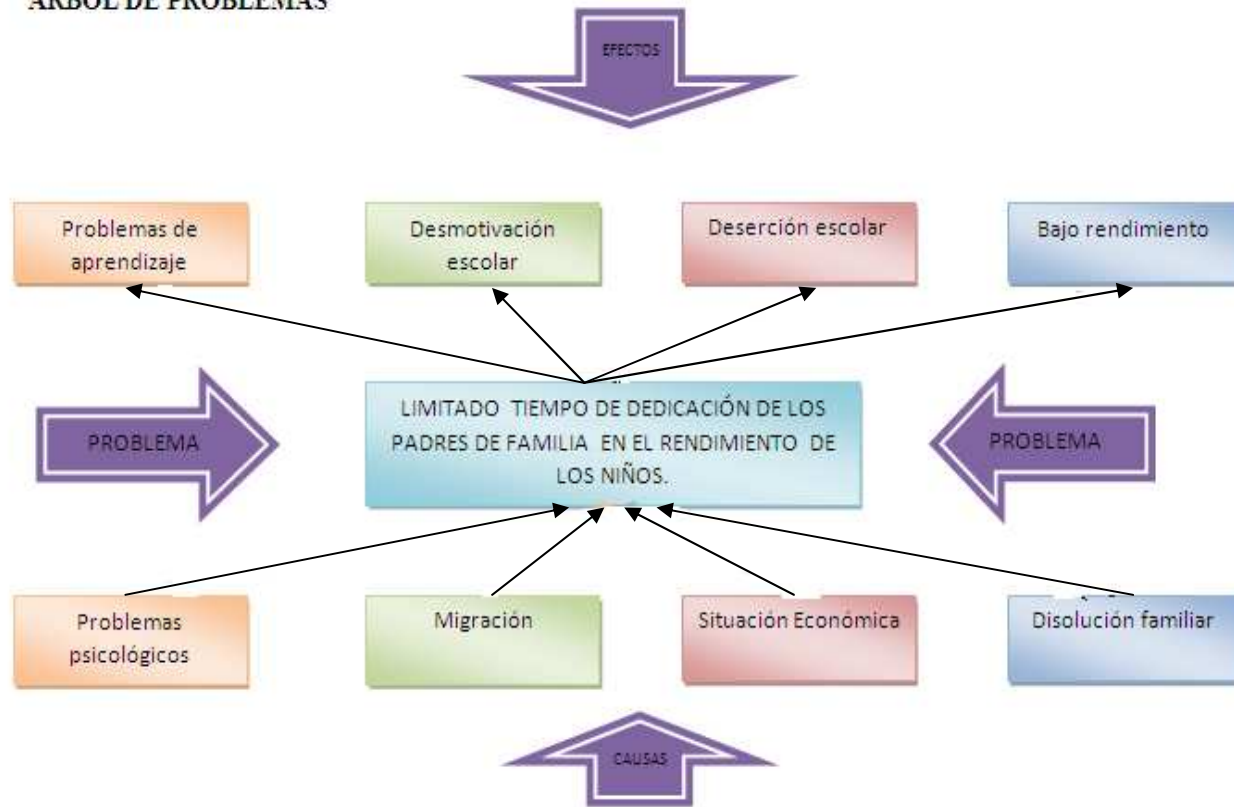 ÁRBOL DE PROBLEMAS
EFECTOS
Problemas de
aprendizaje
Desmotivación
escolar
Deserción escolar
Bajo rendimiento
PROBLEMA
LIMITADO TIEMPO DE DEDICACIÓN DE LOS
PADRES DE FAMILIA EN EL RENDIMIENTO DE
LOS NIÑOS.
PROBLEMA
Problemas
psicológicos
Migración
Situación Económica
Disolución familiar
CAUSAS